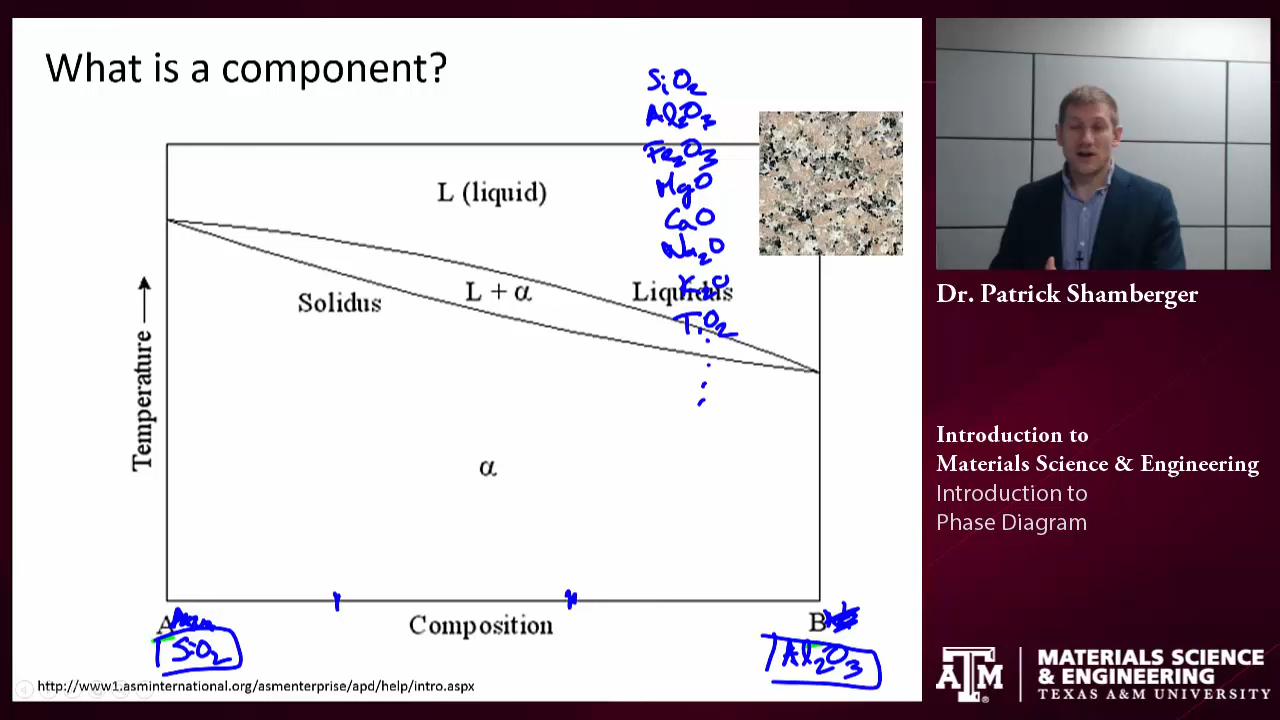 What is a component?
SiO2
Al2O3
Fe2O3
MgO
CaO
Na2O
K2O
TiO2
L (liquid)
Solidus
L + α
Liquidus
Temperature
α
A
Composition
B
SiO2
Al2O3
http://www1.asminternational.org/asmenterprise/apd/help/intro.aspx
Dr. Patrick Shamberger
Introduction to
Materials Science & Engineering
Introduction to
Phase Diagram
ATM
MATERIALS SCIENCE
& ENGINEERING
TEXAS A&M UNIVERSITY